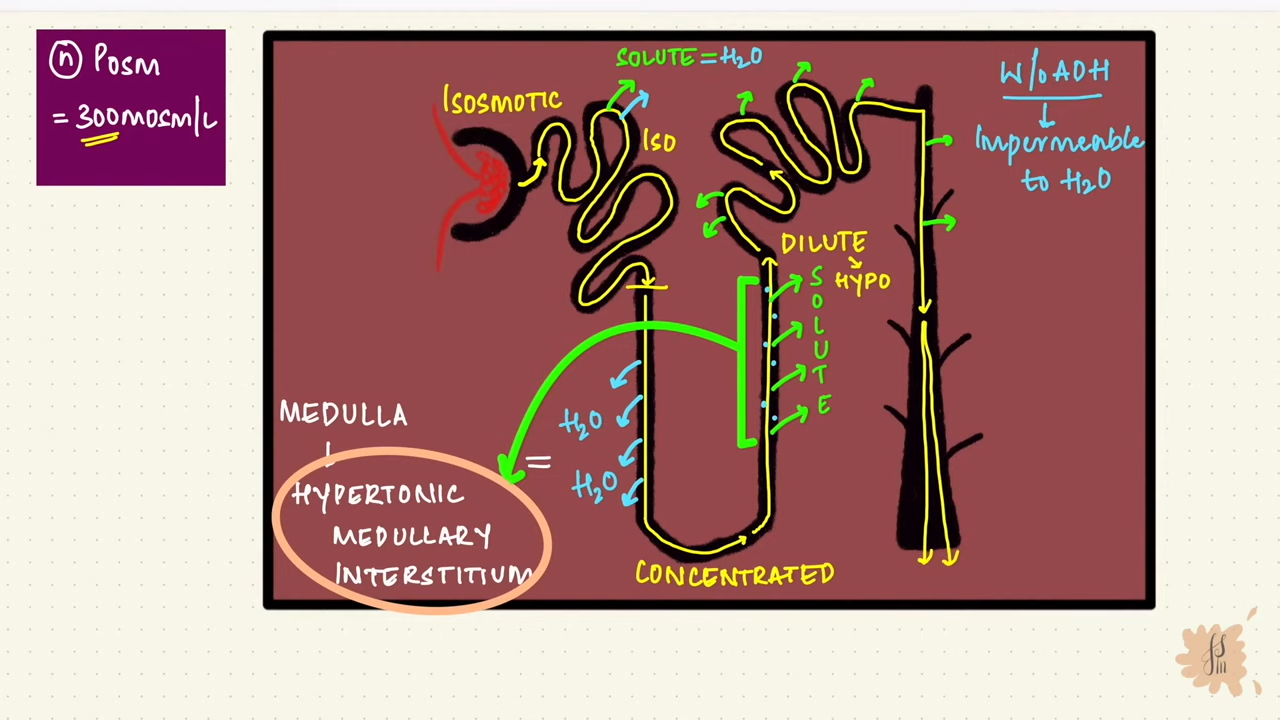 (n) POSM
= 300mosm/L
SOLUTE = H2O
ISOSMOTIC
ISO
W/o ADH
Impermeable
to H2O
DILUTE
HYPO
SOLUTE
MEDULLA
HYPERTONIC
MEDULLARY
INTERSTITIUM
=
H2O
H2O
CONCENTRATED